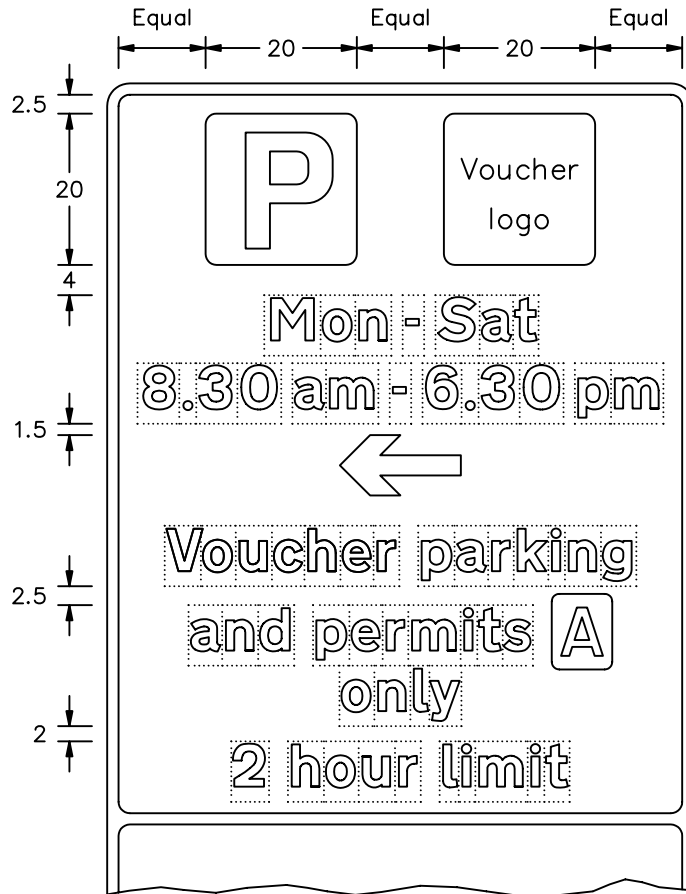 Equal Equal Equal
20 20
2.5
P
Voucher
logo
20
4
Mon - Sat
8.30 am - 6.30 pm
1.5
Voucher parking
2.5
and permits A
only
2
2 hour limit